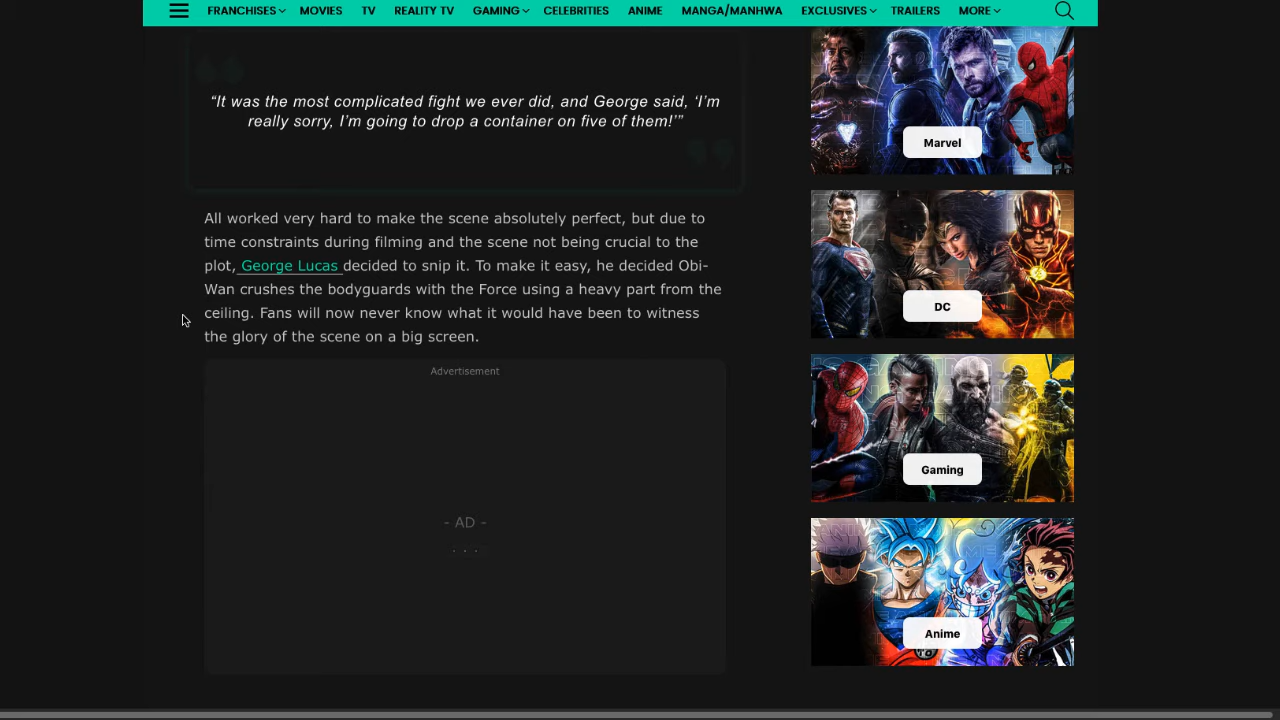 FRANCHISES MOVIES TV REALITY TV GAMING CELEBRITIES ANIME MANGA/MANHWA EXCLUSIVES TRAILERS MORE
“It was the most complicated fight we ever did, and George said, ‘I’m
really sorry, I’m going to drop a container on five of them!’”
All worked very hard to make the scene absolutely perfect, but due to
time constraints during filming and the scene not being crucial to the
plot, George Lucas decided to snip it. To make it easy, he decided Obi-
Wan crushes the bodyguards with the Force using a heavy part from the
ceiling. Fans will now never know what it would have been to witness
the glory of the scene on a big screen.
Advertisement
- AD -
. . .
Marvel
DC
Gaming
Anime